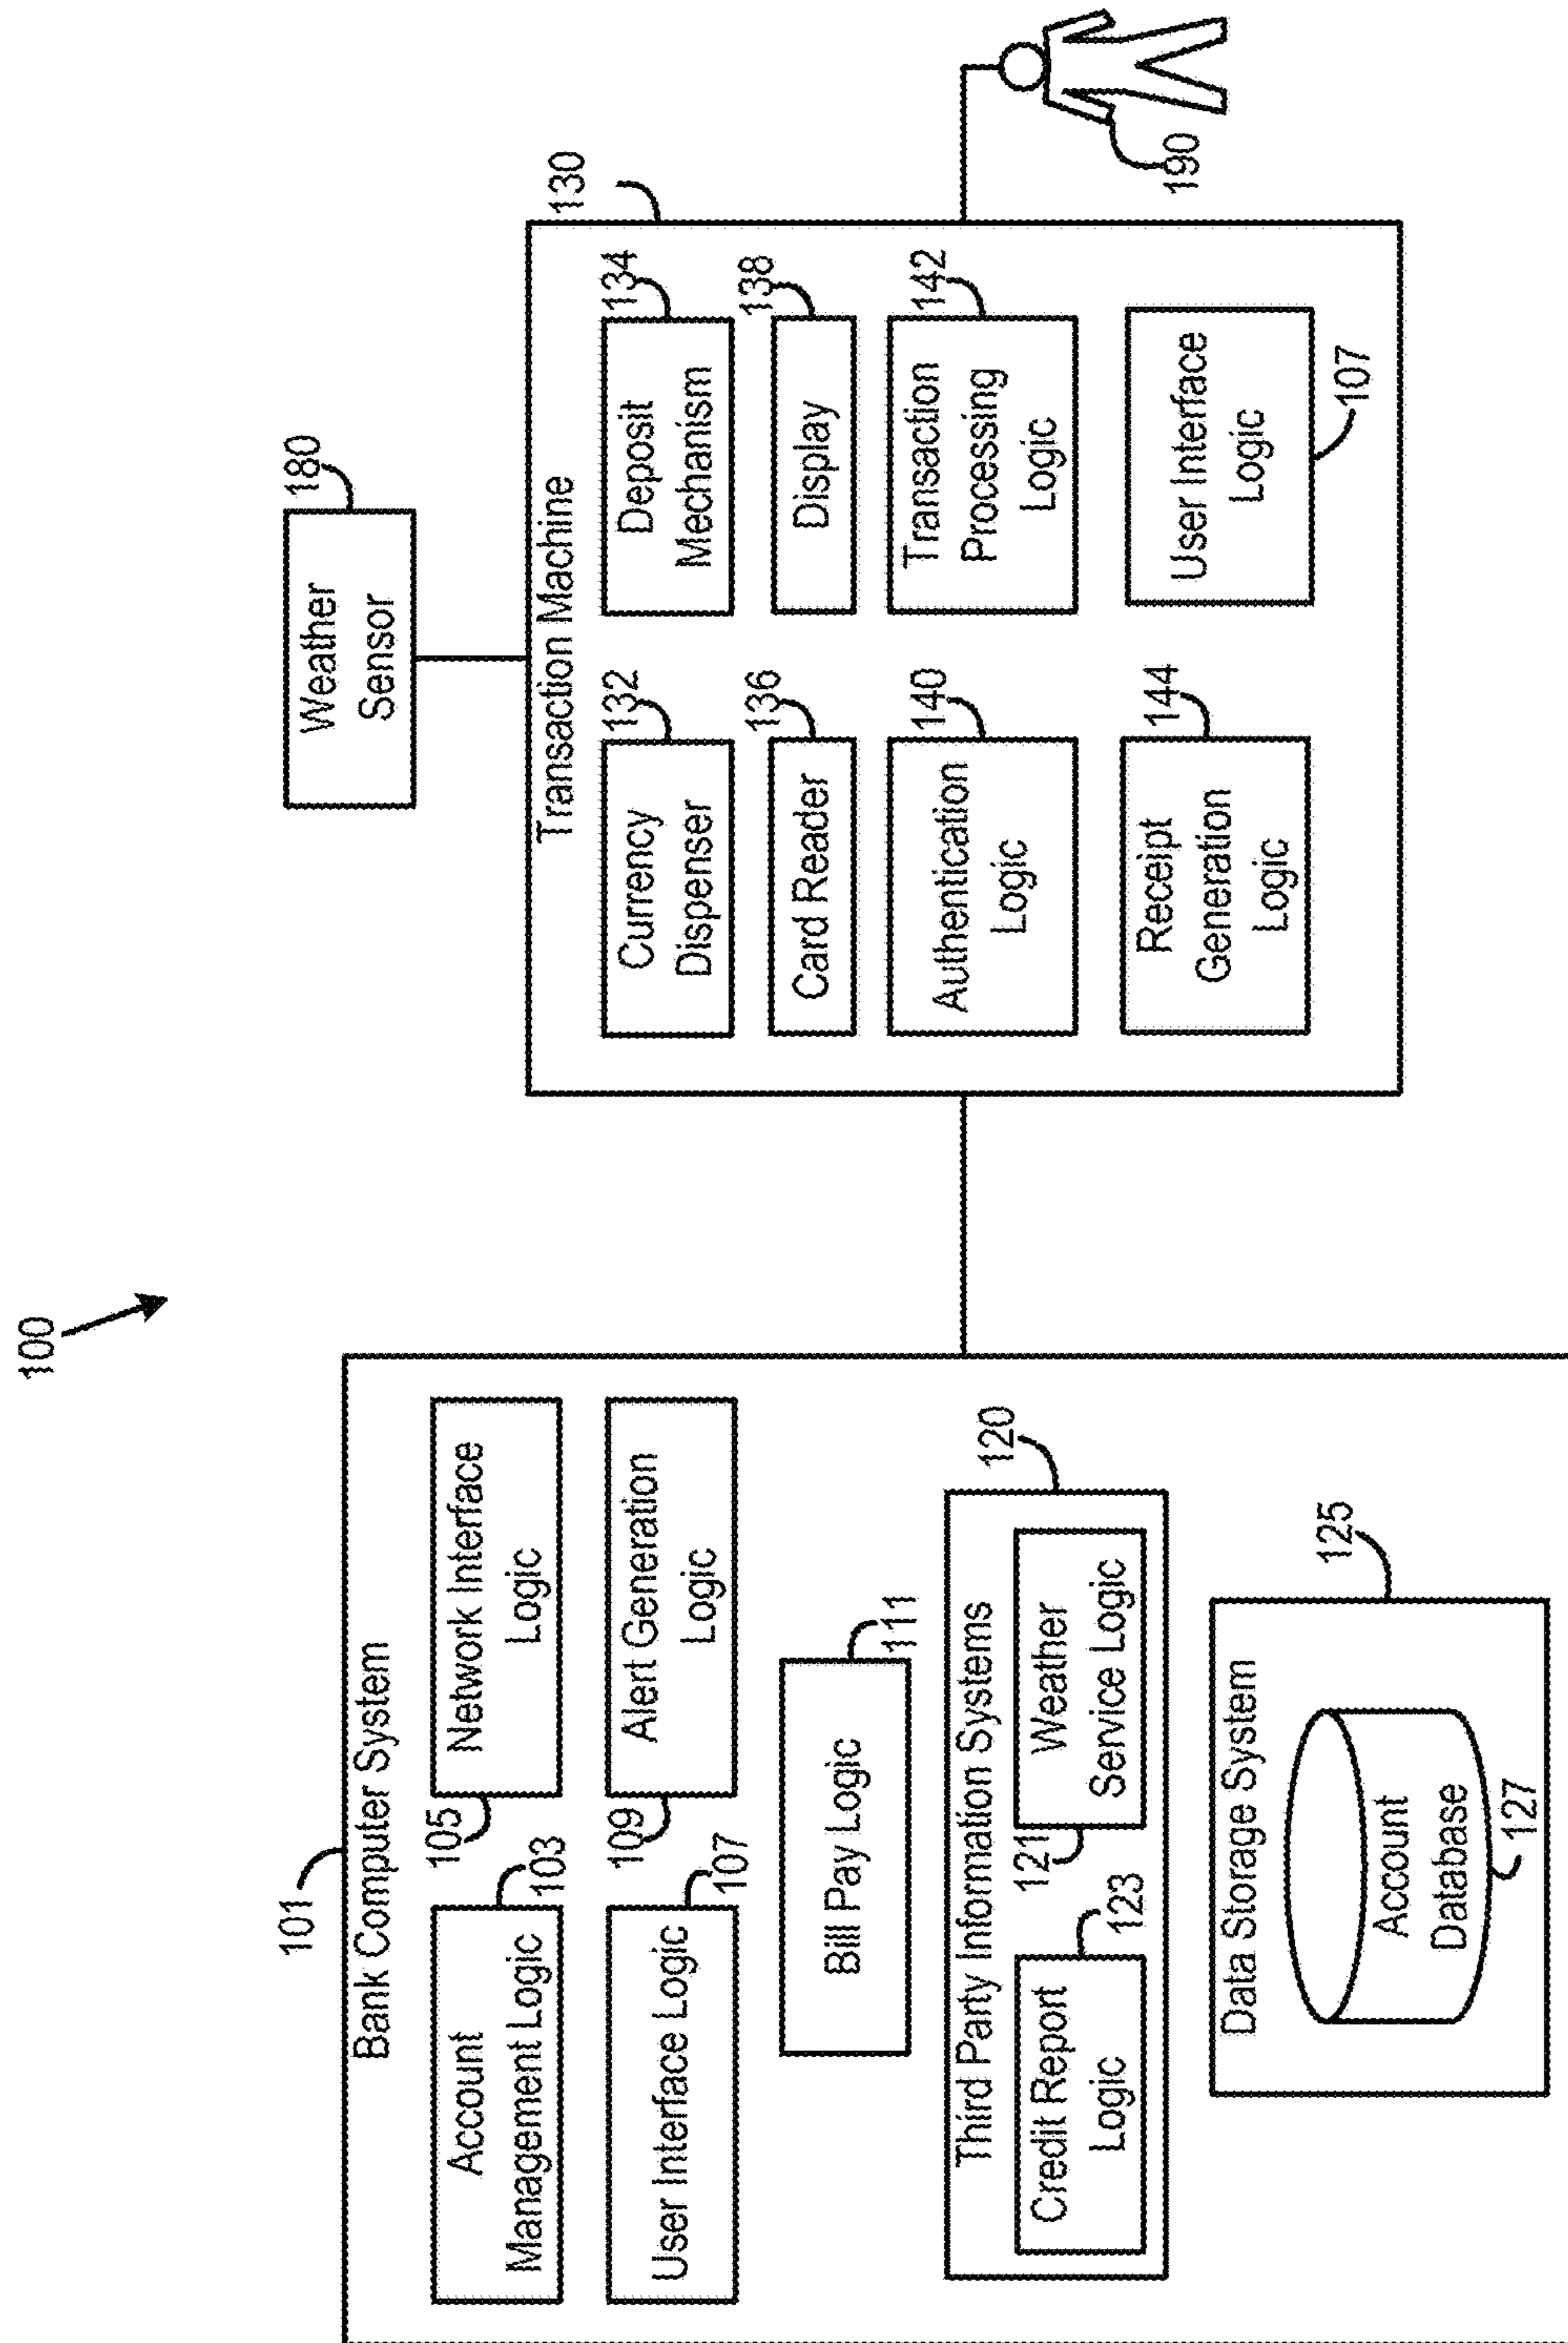 100
101
Bank Computer System
Account
Management Logic
103
105
Network Interface
Logic
User Interface Logic
107
109
Alert Generation
Logic
Bill Pay Logic
111
Third Party Information Systems
120
Credit Report
Logic
123
121
Weather
Service Logic
Data Storage System
125
Account
Database
127
Weather
Sensor
180
Transaction Machine
130
Currency
Dispenser
132
Deposit
Mechanism
134
Card Reader
136
Display
138
Authentication
Logic
140
Transaction
Processing
Logic
142
Receipt
Generation
Logic
144
User Interface
Logic
107
190